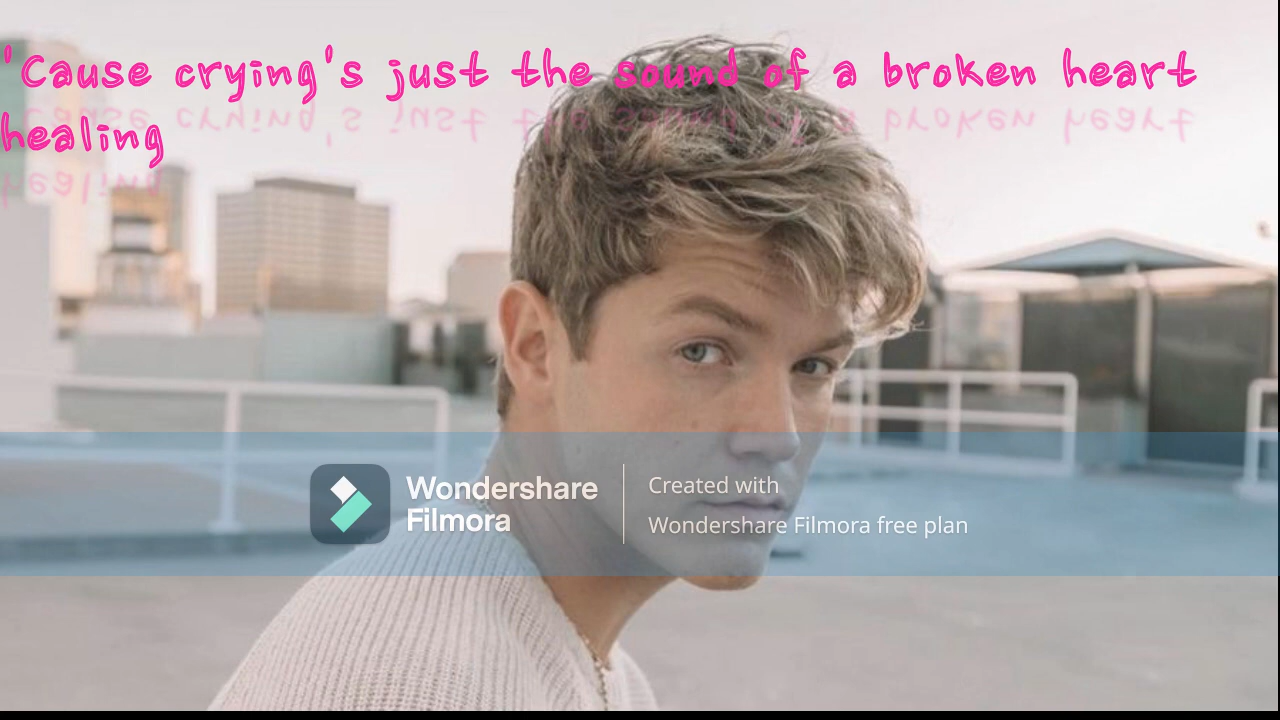 'Cause crying's just the sound of a broken heart
healing
Wondershare
Filmora
Created with
Wondershare Filmora free plan